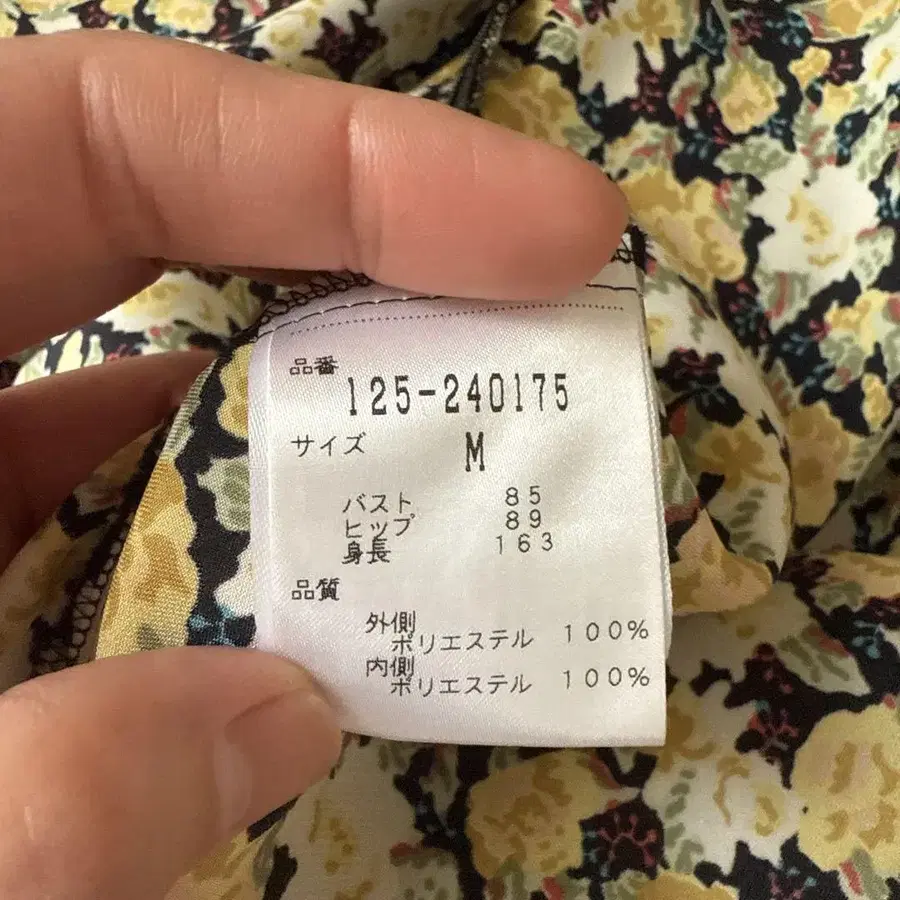 品番
125-240175
サイズ
M
バスト 85
ヒップ 89
身長 163
品質
外側
ポリエステル 100%
内側
ポリエステル 100%